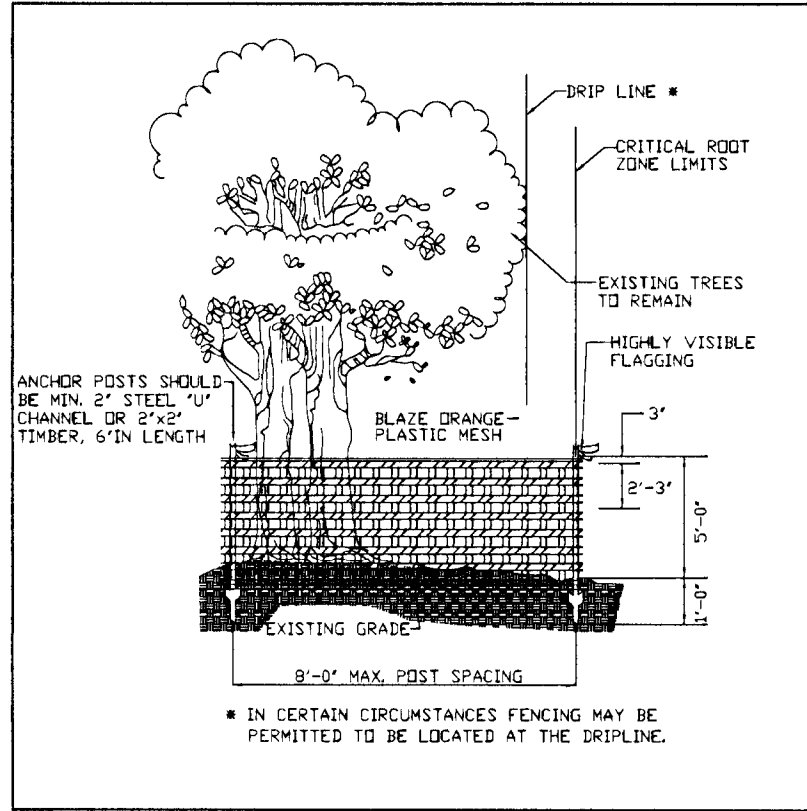 DRIP LINE *
CRITICAL ROOT
ZONE LIMITS
EXISTING TREES
TO REMAIN
HIGHLY VISIBLE
FLAGGING
ANCHOR POSTS SHOULD
BE MIN. 2" STEEL "U"
CHANNEL OR 2"x2"
TIMBER, 6'IN LENGTH
BLAZE ORANGE
PLASTIC MESH
3"
2'-3"
5'-0"
1'-0"
EXISTING GRADE
8'-0" MAX. POST SPACING
* IN CERTAIN CIRCUMSTANCES FENCING MAY BE
PERMITTED TO BE LOCATED AT THE DRIPLINE.